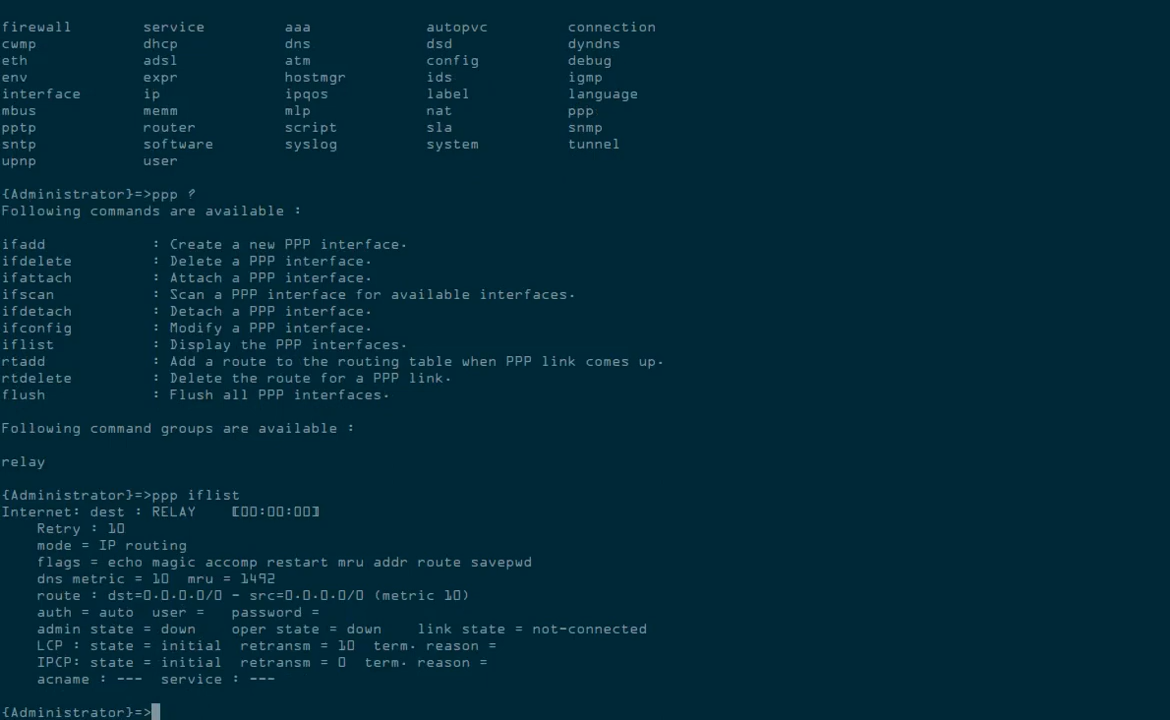 firewall service aaa autopvc connection
cwmp dhcp dns dsd dyndns
eth adsl atm config debug
env expr hostmgr ids igmp
interface ip ipqos label language
mbus memm mlp nat ppp
pptp router script sla snmp
sntp software syslog system tunnel
upnp user
{Administrator}=>ppp ?
Following commands are available :
ifadd : Create a new PPP interface.
ifdelete : Delete a PPP interface.
ifattach : Attach a PPP interface.
ifscan : Scan a PPP interface for available interfaces.
ifdetach : Detach a PPP interface.
ifconfig : Modify a PPP interface.
iflist : Display the PPP interfaces.
rtadd : Add a route to the routing table when PPP link comes up.
rtdelete : Delete the route for a PPP link.
flush : Flush all PPP interfaces.
Following command groups are available :
relay
{Administrator}=>ppp iflist
Internet: dest : RELAY [00:00:00]
Retry : 10
mode = IP routing
flags = echo magic accomp restart mru addr route savepwd
dns metric = 10 mru = 1492
route : dst=0.0.0.0/0 - src=0.0.0.0/0 (metric 10)
auth = auto user = password =
admin state = down oper state = down link state = not-connected
LCP : state = initial retransm = 10 term. reason =
IPCP: state = initial retransm = 0 term. reason =
acname : --- service : ---
{Administrator}=>